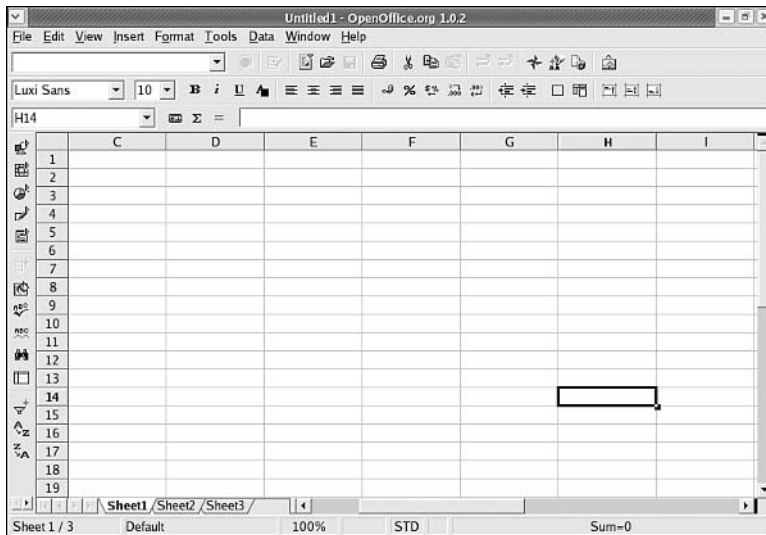 Untitled1 - OpenOffice.org 1.0.2
File Edit View Insert Format Tools Data Window Help
Luxi Sans 10 B i U A
H14 Σ =
C D E F G H I
1
2
3
4
5
6
7
8
9
10
11
12
13
14
15
16
17
18
19
Sheet1 Sheet2 Sheet3
Sheet 1 / 3 Default 100% STD Sum=0